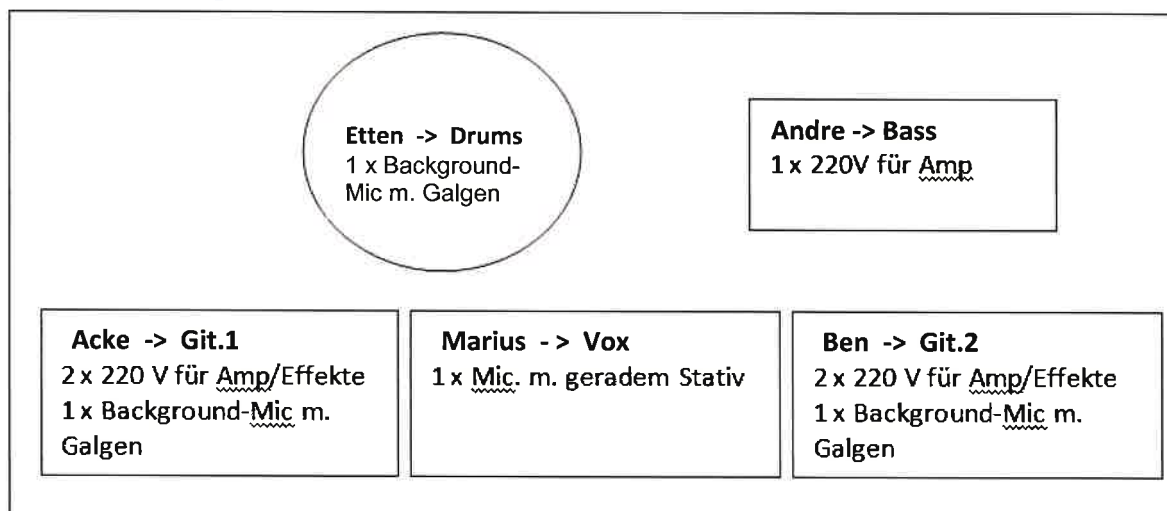 Etten -> Drums
1 x Background-
Mic m. Galgen
Andre -> Bass
1 x 220V für Amp
Acke -> Git.1
2 x 220 V für Amp/Effekte
1 x Background-Mic m.
Galgen
Marius - > Vox
1 x Mic. m. geradem Stativ
Ben -> Git.2
2 x 220 V für Amp/Effekte
1 x Background-Mic m.
Galgen